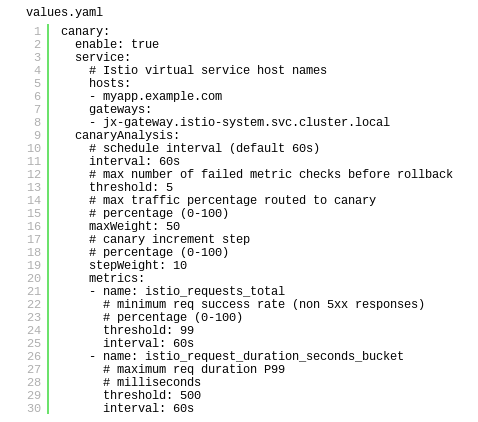 values.yaml
1 canary:
2   enable: true
3   service:
4     # Istio virtual service host names
5     hosts:
6     - myapp.example.com
7     gateways:
8     - jx-gateway.istio-system.svc.cluster.local
9   canaryAnalysis:
10     # schedule interval (default 60s)
11     interval: 60s
12     # max number of failed metric checks before rollback
13     threshold: 5
14     # max traffic percentage routed to canary
15     # percentage (0-100)
16     maxWeight: 50
17     # canary increment step
18     # percentage (0-100)
19     stepWeight: 10
20     metrics:
21     - name: istio_requests_total
22       # minimum req success rate (non 5xx responses)
23       # percentage (0-100)
24       threshold: 99
25       interval: 60s
26     - name: istio_request_duration_seconds_bucket
27       # maximum req duration P99
28       # milliseconds
29       threshold: 500
30       interval: 60s